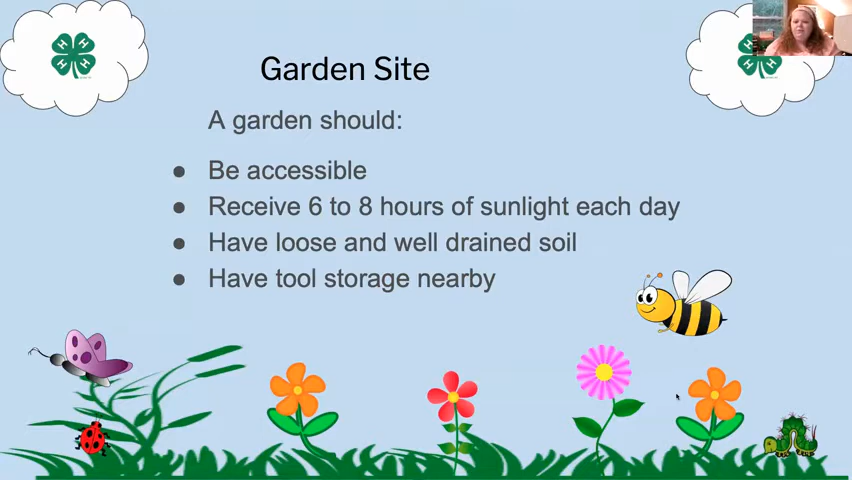 H H
H H
H H
H H
Garden Site
A garden should:
● Be accessible
● Receive 6 to 8 hours of sunlight each day
● Have loose and well drained soil
● Have tool storage nearby